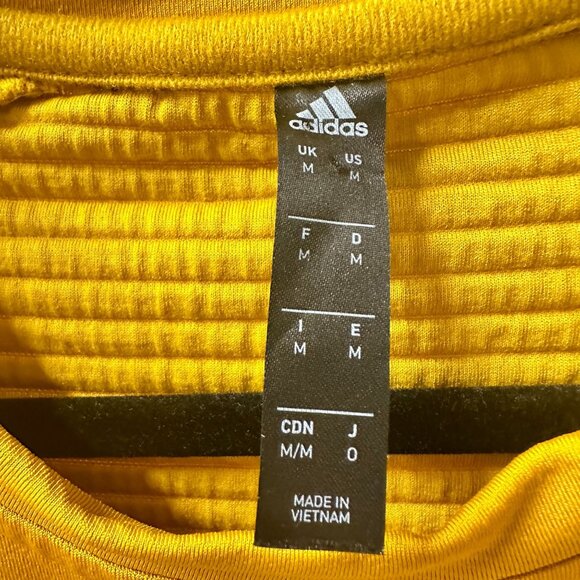 adidas
UK US
M M
F D
M M
I E
M M
CDN J
M/M O
MADE IN
VIETNAM